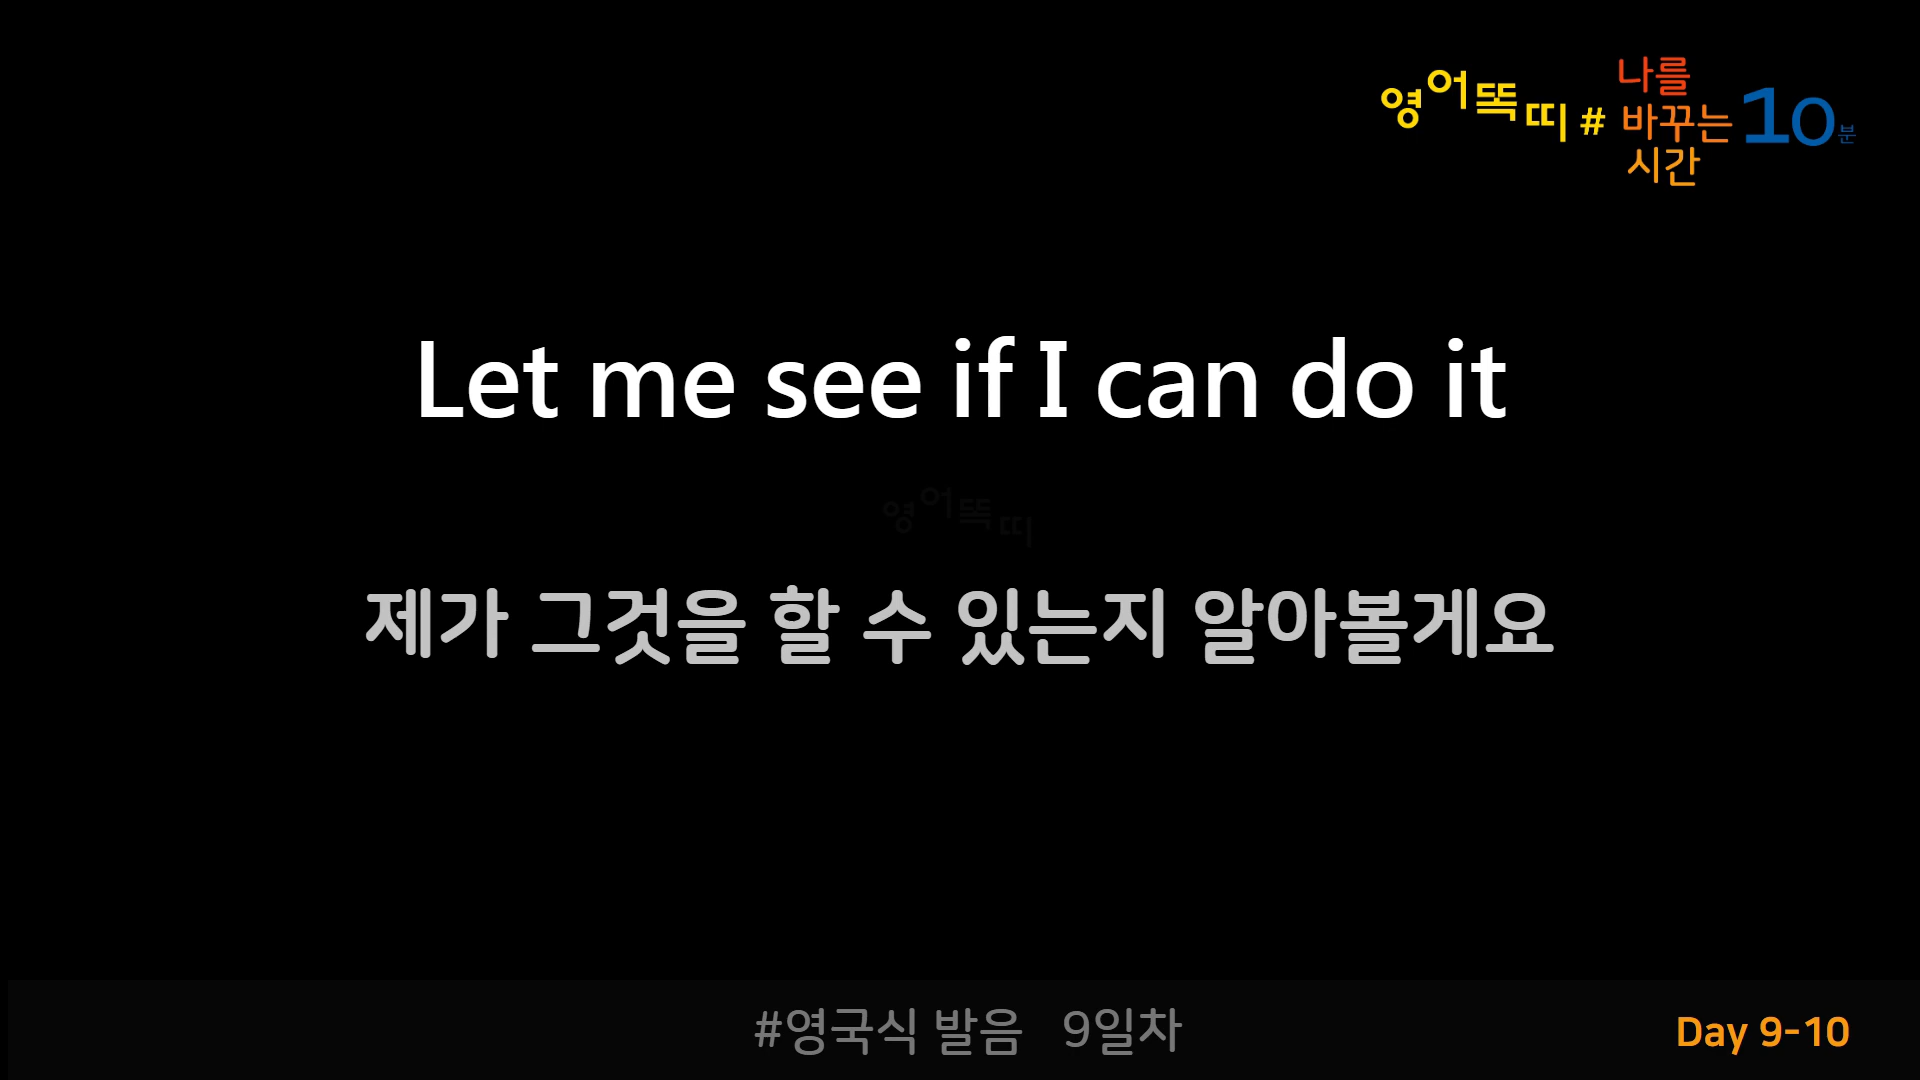 영어똑띠 # 나를 바꾸는 시간 10분
Let me see if I can do it
영어똑띠
제가 그것을 할 수 있는지 알아볼게요
#영국식 발음 9일차
Day 9-10